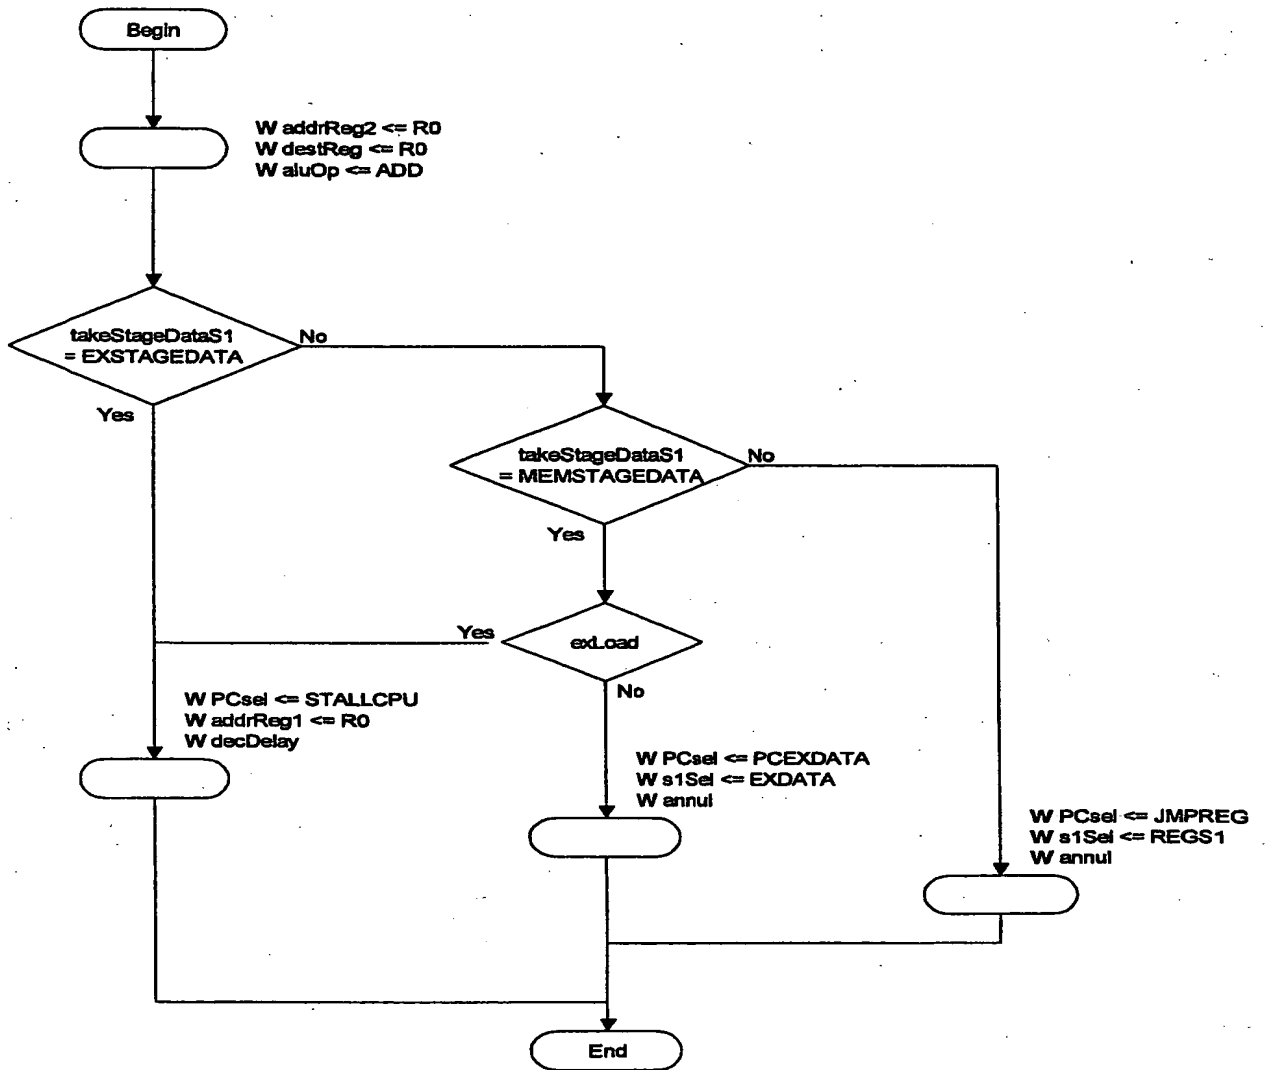 Begin
W addrReg2 <= R0
W destReg <= R0
W aluOp <= ADD
takeStageDataS1
= EXSTAGEDATA
No
Yes
takeStageDataS1
= MEMSTAGEDATA
No
Yes
exLoad
Yes
No
W PCsel <= STALLCPU
W addrReg1 <= R0
W decDelay
W PCsel <= PCEXDATA
W s1Sel <= EXDATA
W annul
W PCsel <= JMPREG
W s1Sel <= REGS1
W annul
End